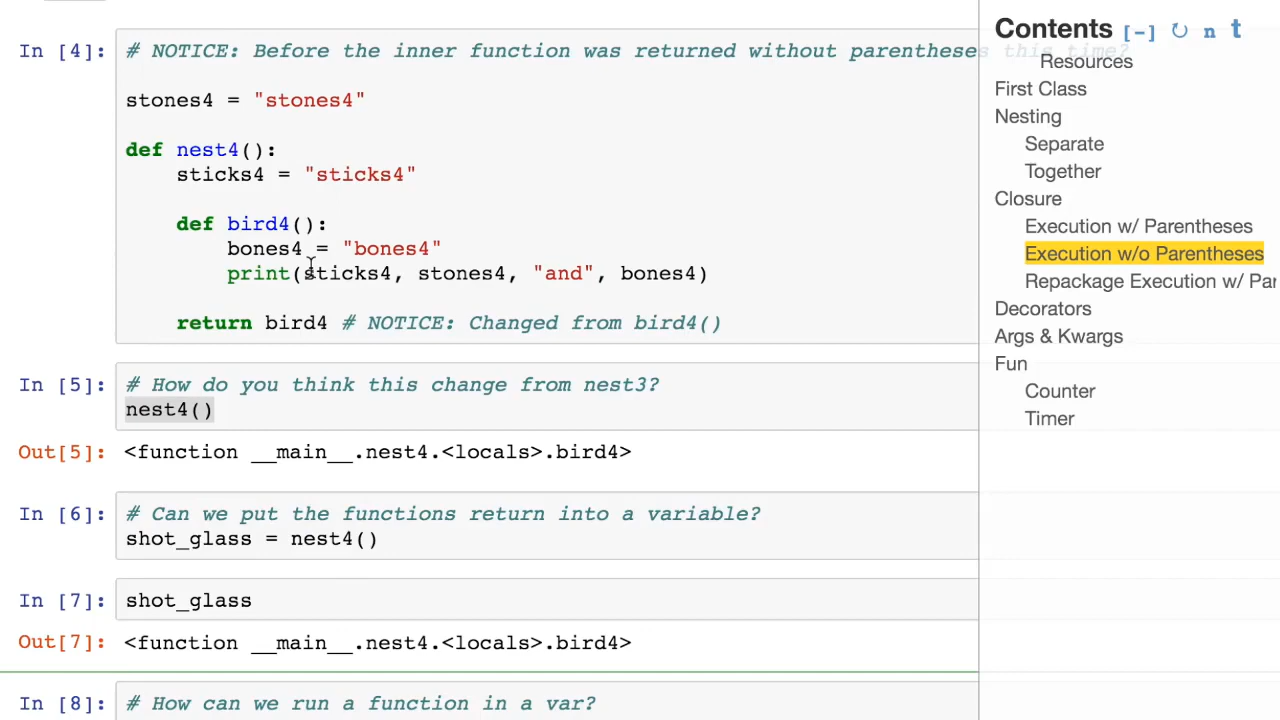 In [4]:
# NOTICE: Before the inner function was returned without parentheses this time?
stones4 = "stones4"
def nest4():
sticks4 = "sticks4"
def bird4():
bones4 = "bones4"
print(sticks4, stones4, "and", bones4)
return bird4 # NOTICE: Changed from bird4()
In [5]:
# How do you think this change from nest3?
nest4()
Out[5]:
<function __main__.nest4.<locals>.bird4>
In [6]:
# Can we put the functions return into a variable?
shot_glass = nest4()
In [7]:
shot_glass
Out[7]:
<function __main__.nest4.<locals>.bird4>
In [8]:
# How can we run a function in a var?
Contents [-] ↻ n t
Resources
First Class
Nesting
Separate
Together
Closure
Execution w/ Parentheses
Execution w/o Parentheses
Repackage Execution w/ Par
Decorators
Args & Kwargs
Fun
Counter
Timer